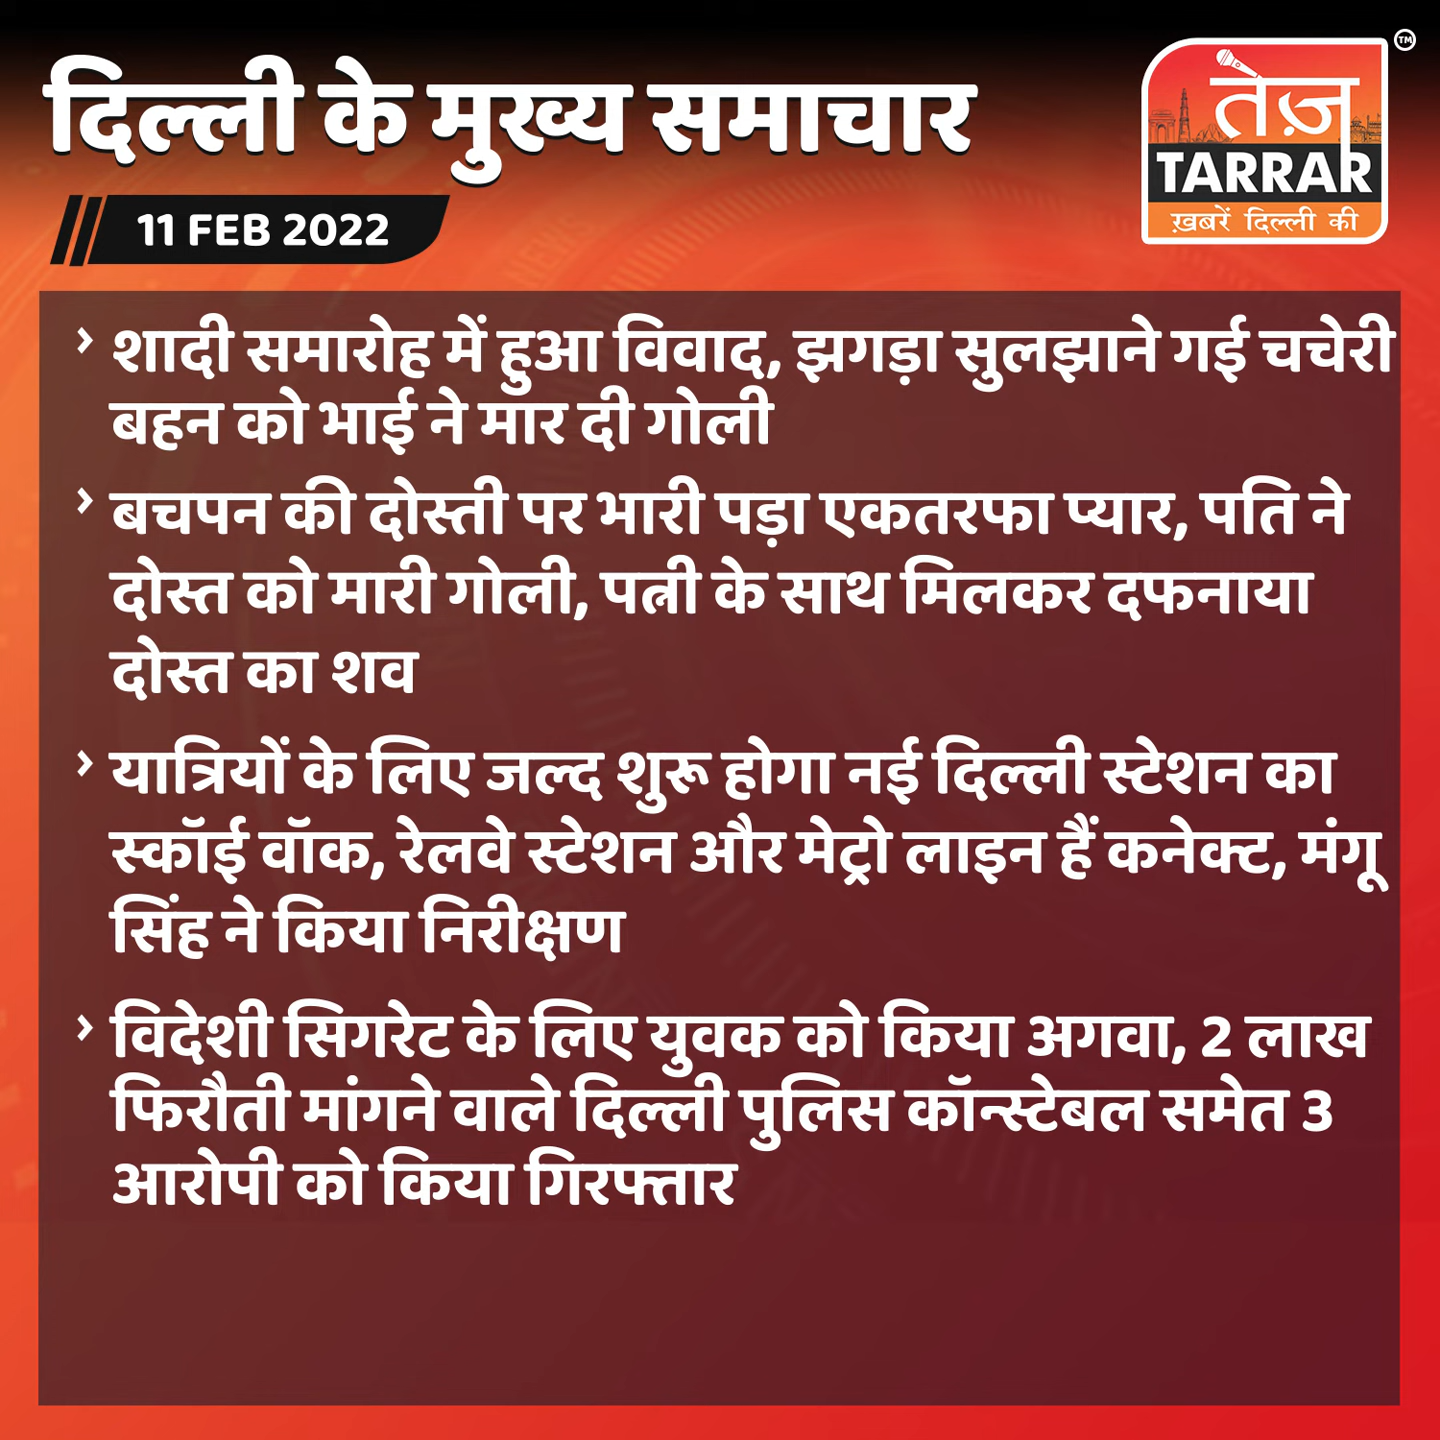 दिल्ली के मुख्य समाचार
11 FEB 2022
तेज़
TARRAR
ख़बरें दिल्ली की
TM
› शादी समारोह में हुआ विवाद, झगड़ा सुलझाने गई चचेरी
बहन को भाई ने मार दी गोली
› बचपन की दोस्ती पर भारी पड़ा एकतरफा प्यार, पति ने
दोस्त को मारी गोली, पत्नी के साथ मिलकर दफनाया
दोस्त का शव
› यात्रियों के लिए जल्द शुरू होगा नई दिल्ली स्टेशन का
स्कॉई वॉक, रेलवे स्टेशन और मेट्रो लाइन हैं कनेक्ट, मंगू
सिंह ने किया निरीक्षण
› विदेशी सिगरेट के लिए युवक को किया अगवा, 2 लाख
फिरौती मांगने वाले दिल्ली पुलिस कॉन्स्टेबल समेत 3
आरोपी को किया गिरफ्तार